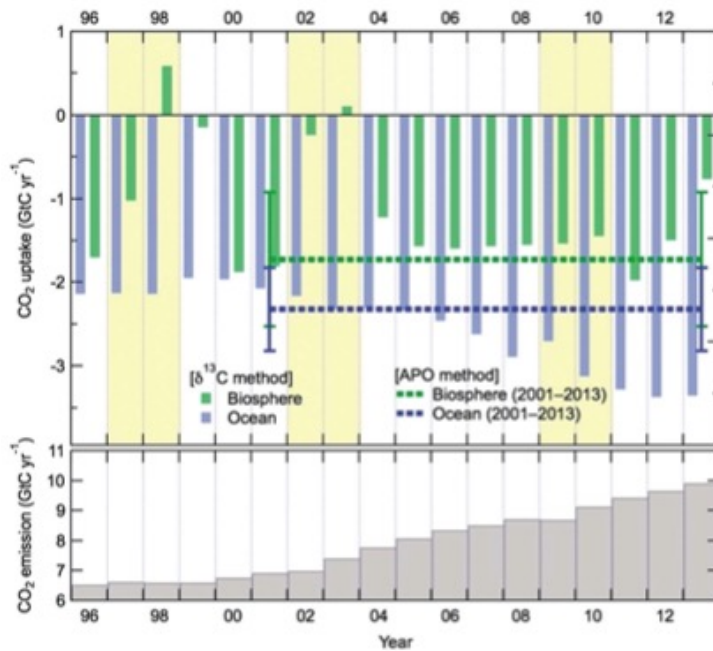 96 98 00 02 04 06 08 10 12
1
0
-1
-2
-3
CO2 uptake (GtC yr-1)
[δ13C method]
Biosphere
Ocean
[APO method]
Biosphere (2001–2013)
Ocean (2001–2013)
11
10
9
8
7
6
CO2 emission (GtC yr-1)
96 98 00 02 04 06 08 10 12
Year